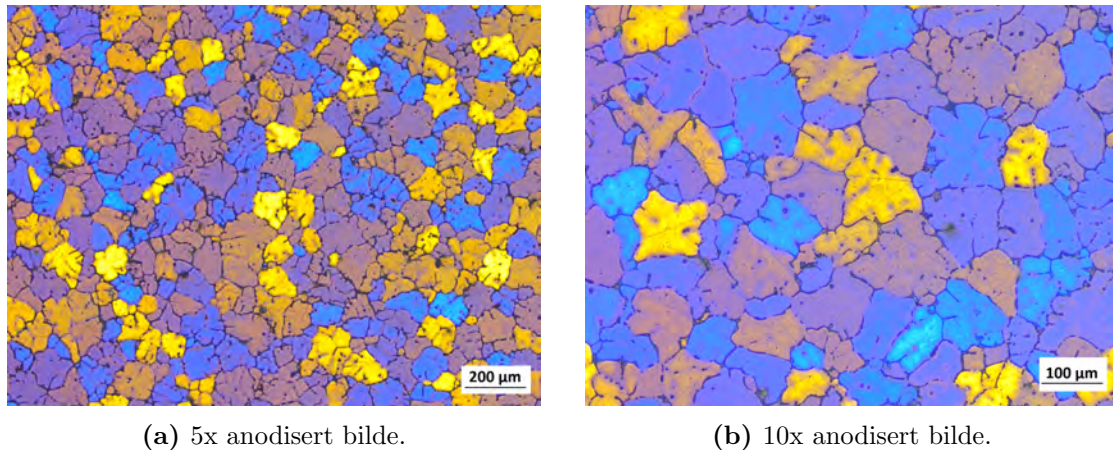 200 µm
100 µm
(a) 5x anodisert bilde.
(b) 10x anodisert bilde.